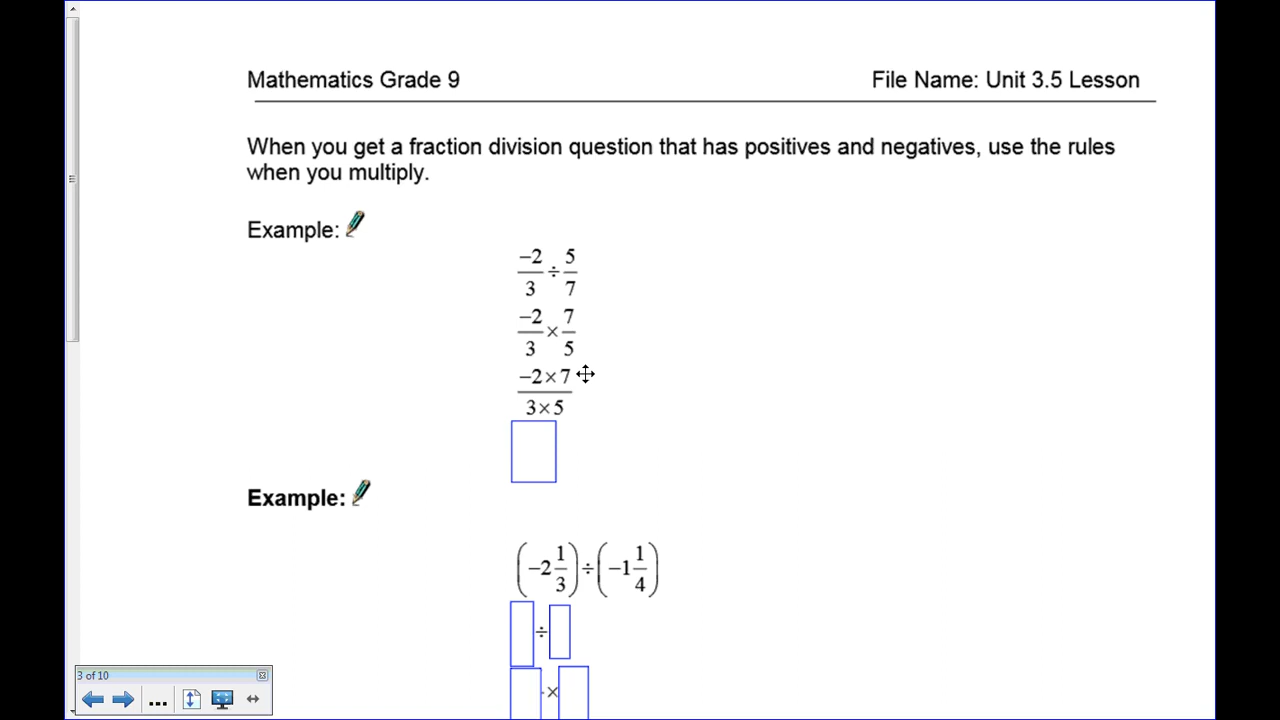 Mathematics Grade 9 File Name: Unit 3.5 Lesson
When you get a fraction division question that has positives and negatives, use the rules
when you multiply.
Example:
−2/3 ÷ 5/7
−2/3 × 7/5
−2×7/3×5
Example:
(−2 1/3) ÷ (−1 1/4)
÷
×
3 of 10